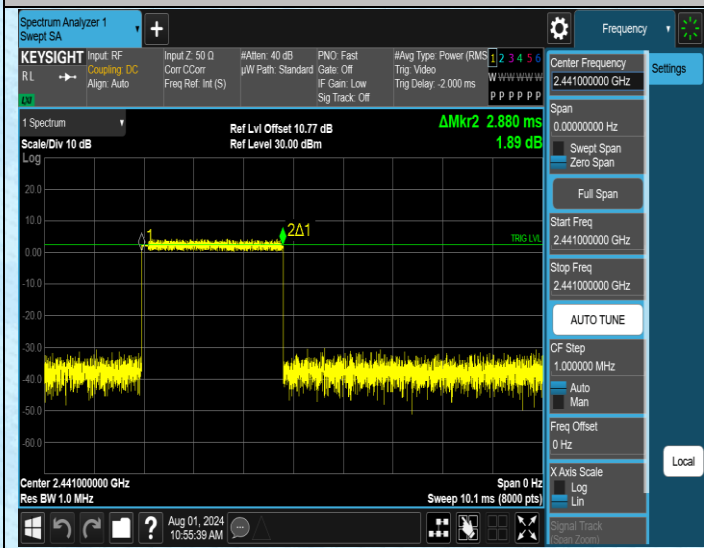 Spectrum Analyzer 1
Swept SA
+
Frequency
KEYSIGHT
RL
LXI
Input: RF
Coupling: DC
Align: Auto
Input Z: 50 Ω
Corr CCorr
Freq Ref: Int (S)
#Atten: 40 dB
µW Path: Standard
PNO: Fast
Gate: Off
IF Gain: Low
Sig Track: Off
#Avg Type: Power (RMS
Trig: Video
Trig Delay: -2.000 ms
1 2 3 4 5 6
W W W W W W
P P P P P P
Center Frequency
2.441000000 GHz
Settings
Span
0.00000000 Hz
Swept Span
Zero Span
Full Span
Start Freq
2.441000000 GHz
Stop Freq
2.441000000 GHz
AUTO TUNE
CF Step
1.000000 MHz
Auto
Man
Freq Offset
0 Hz
X Axis Scale
Log
Lin
Signal Track
(Span Zoom)
Local
1 Spectrum
Scale/Div 10 dB
Log
Ref Lvl Offset 10.77 dB
Ref Level 30.00 dBm
ΔMkr2 2.880 ms
1.89 dB
20.0
10.0
0.00
-10.0
-20.0
-30.0
-40.0
-50.0
-60.0
1
2Δ1
TRIG LVL
Center 2.441000000 GHz
Res BW 1.0 MHz
Span 0 Hz
Sweep 10.1 ms (8000 pts)
?
Aug 01, 2024
10:55:39 AM